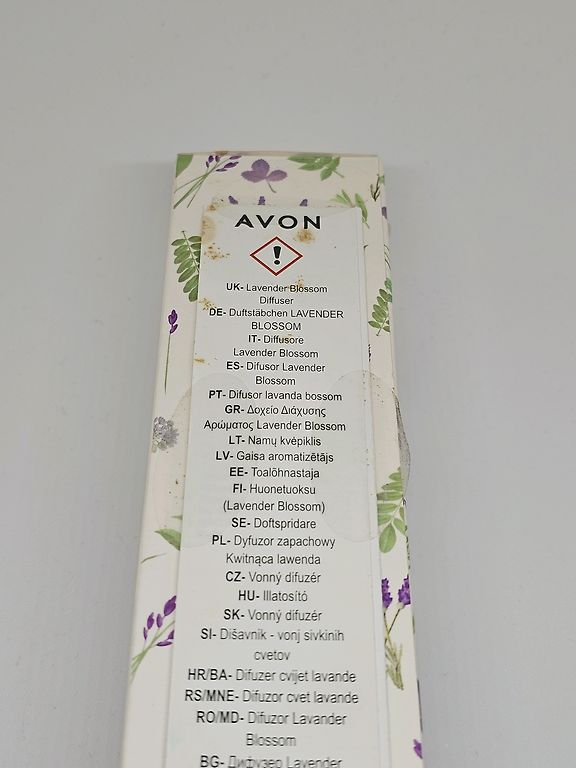 AVON
UK- Lavender Blossom
Diffuser
DE- Duftstäbchen LAVENDER
BLOSSOM
IT- Diffusore
Lavender Blossom
ES- Difusor Lavender
Blossom
PT- Difusor lavanda bossom
GR- Δοχείο Διάχυσης
Αρώματος Lavender Blossom
LT- Namų kvėpiklis
LV- Gaisa aromatizētājs
EE- Toalõhnastaja
FI- Huonetuoksu
(Lavender Blossom)
SE- Doftspridare
PL- Dyfuzor zapachowy
Kwitnąca lawenda
CZ- Vonný difuzér
HU- Illatosító
SK- Vonný difuzér
SI- Dišavnik - vonj sivkinih
cvetov
HR/BA- Difuzer cvijet lavande
RS/MNE- Difuzor cvet lavande
RO/MD- Difuzor Lavander
Blossom
BG- Дифузео Lavender